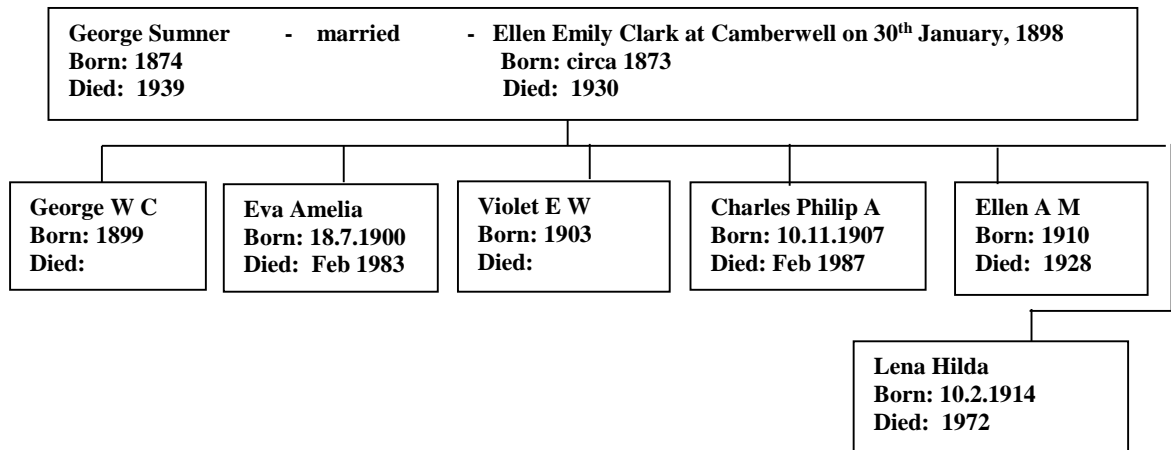 George Sumner - married - Ellen Emily Clark at Camberwell on 30th January, 1898
Born: 1874 Born: circa 1873
Died: 1939 Died: 1930
George W C
Born: 1899
Died:
Eva Amelia
Born: 18.7.1900
Died: Feb 1983
Violet E W
Born: 1903
Died:
Charles Philip A
Born: 10.11.1907
Died: Feb 1987
Ellen A M
Born: 1910
Died: 1928
Lena Hilda
Born: 10.2.1914
Died: 1972